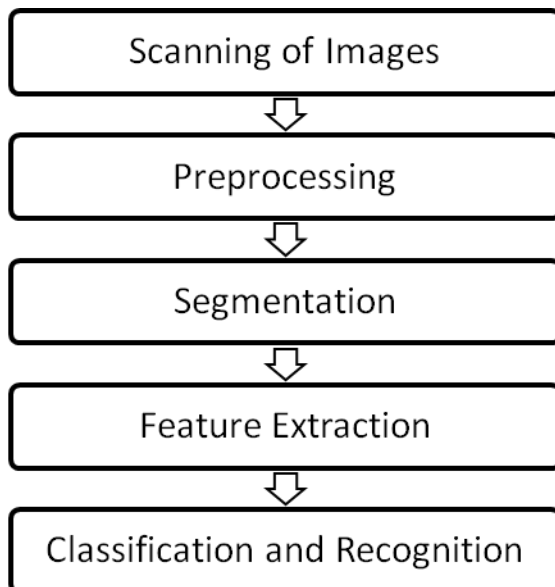 Scanning of Images
Preprocessing
Segmentation
Feature Extraction
Classification and Recognition